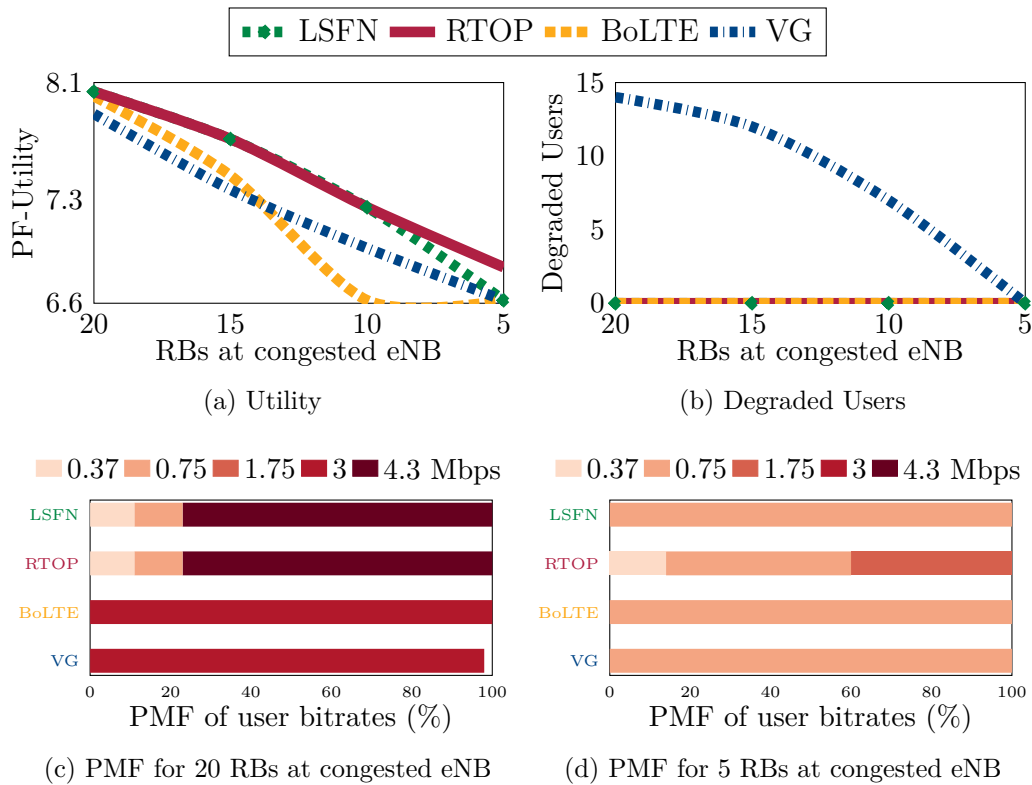 LSFN RTOP BoLTE VG
8.1
7.3
6.6
PF-Utility
20 15 10 5
RBs at congested eNB
(a) Utility
15
10
5
0
Degraded Users
20 15 10 5
RBs at congested eNB
(b) Degraded Users
0.37 0.75 1.75 3 4.3 Mbps
LSFN
RTOP
BoLTE
VG
0 20 40 60 80 100
PMF of user bitrates (%)
(c) PMF for 20 RBs at congested eNB
0.37 0.75 1.75 3 4.3 Mbps
LSFN
RTOP
BoLTE
VG
0 20 40 60 80 100
PMF of user bitrates (%)
(d) PMF for 5 RBs at congested eNB